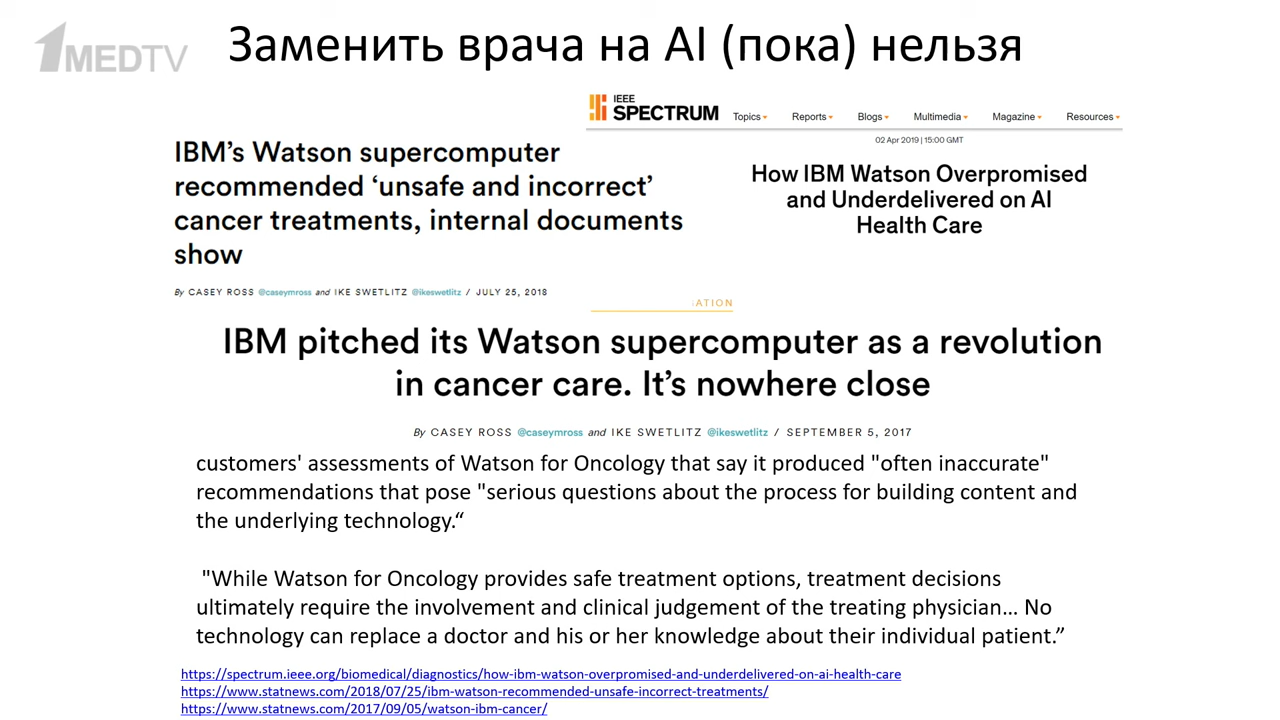 1MEDTV
Заменить врача на AI (пока) нельзя
IEEE
SPECTRUM
Topics Reports Blogs Multimedia Magazine Resources
02 Apr 2019 | 15:00 GMT
IBM's Watson supercomputer
recommended ‘unsafe and incorrect’
cancer treatments, internal documents
show
By CASEY ROSS @caseymross and IKE SWETLITZ @ikeswetlitz / JULY 25, 2018
How IBM Watson Overpromised
and Underdelivered on AI
Health Care
ATION
IBM pitched its Watson supercomputer as a revolution
in cancer care. It’s nowhere close
By CASEY ROSS @caseymross and IKE SWETLITZ @ikeswetlitz / SEPTEMBER 5, 2017
customers' assessments of Watson for Oncology that say it produced "often inaccurate"
recommendations that pose "serious questions about the process for building content and
the underlying technology.“
"While Watson for Oncology provides safe treatment options, treatment decisions
ultimately require the involvement and clinical judgement of the treating physician... No
technology can replace a doctor and his or her knowledge about their individual patient.”
https://spectrum.ieee.org/biomedical/diagnostics/how-ibm-watson-overpromised-and-underdelivered-on-ai-health-care
https://www.statnews.com/2018/07/25/ibm-watson-recommended-unsafe-incorrect-treatments/
https://www.statnews.com/2017/09/05/watson-ibm-cancer/